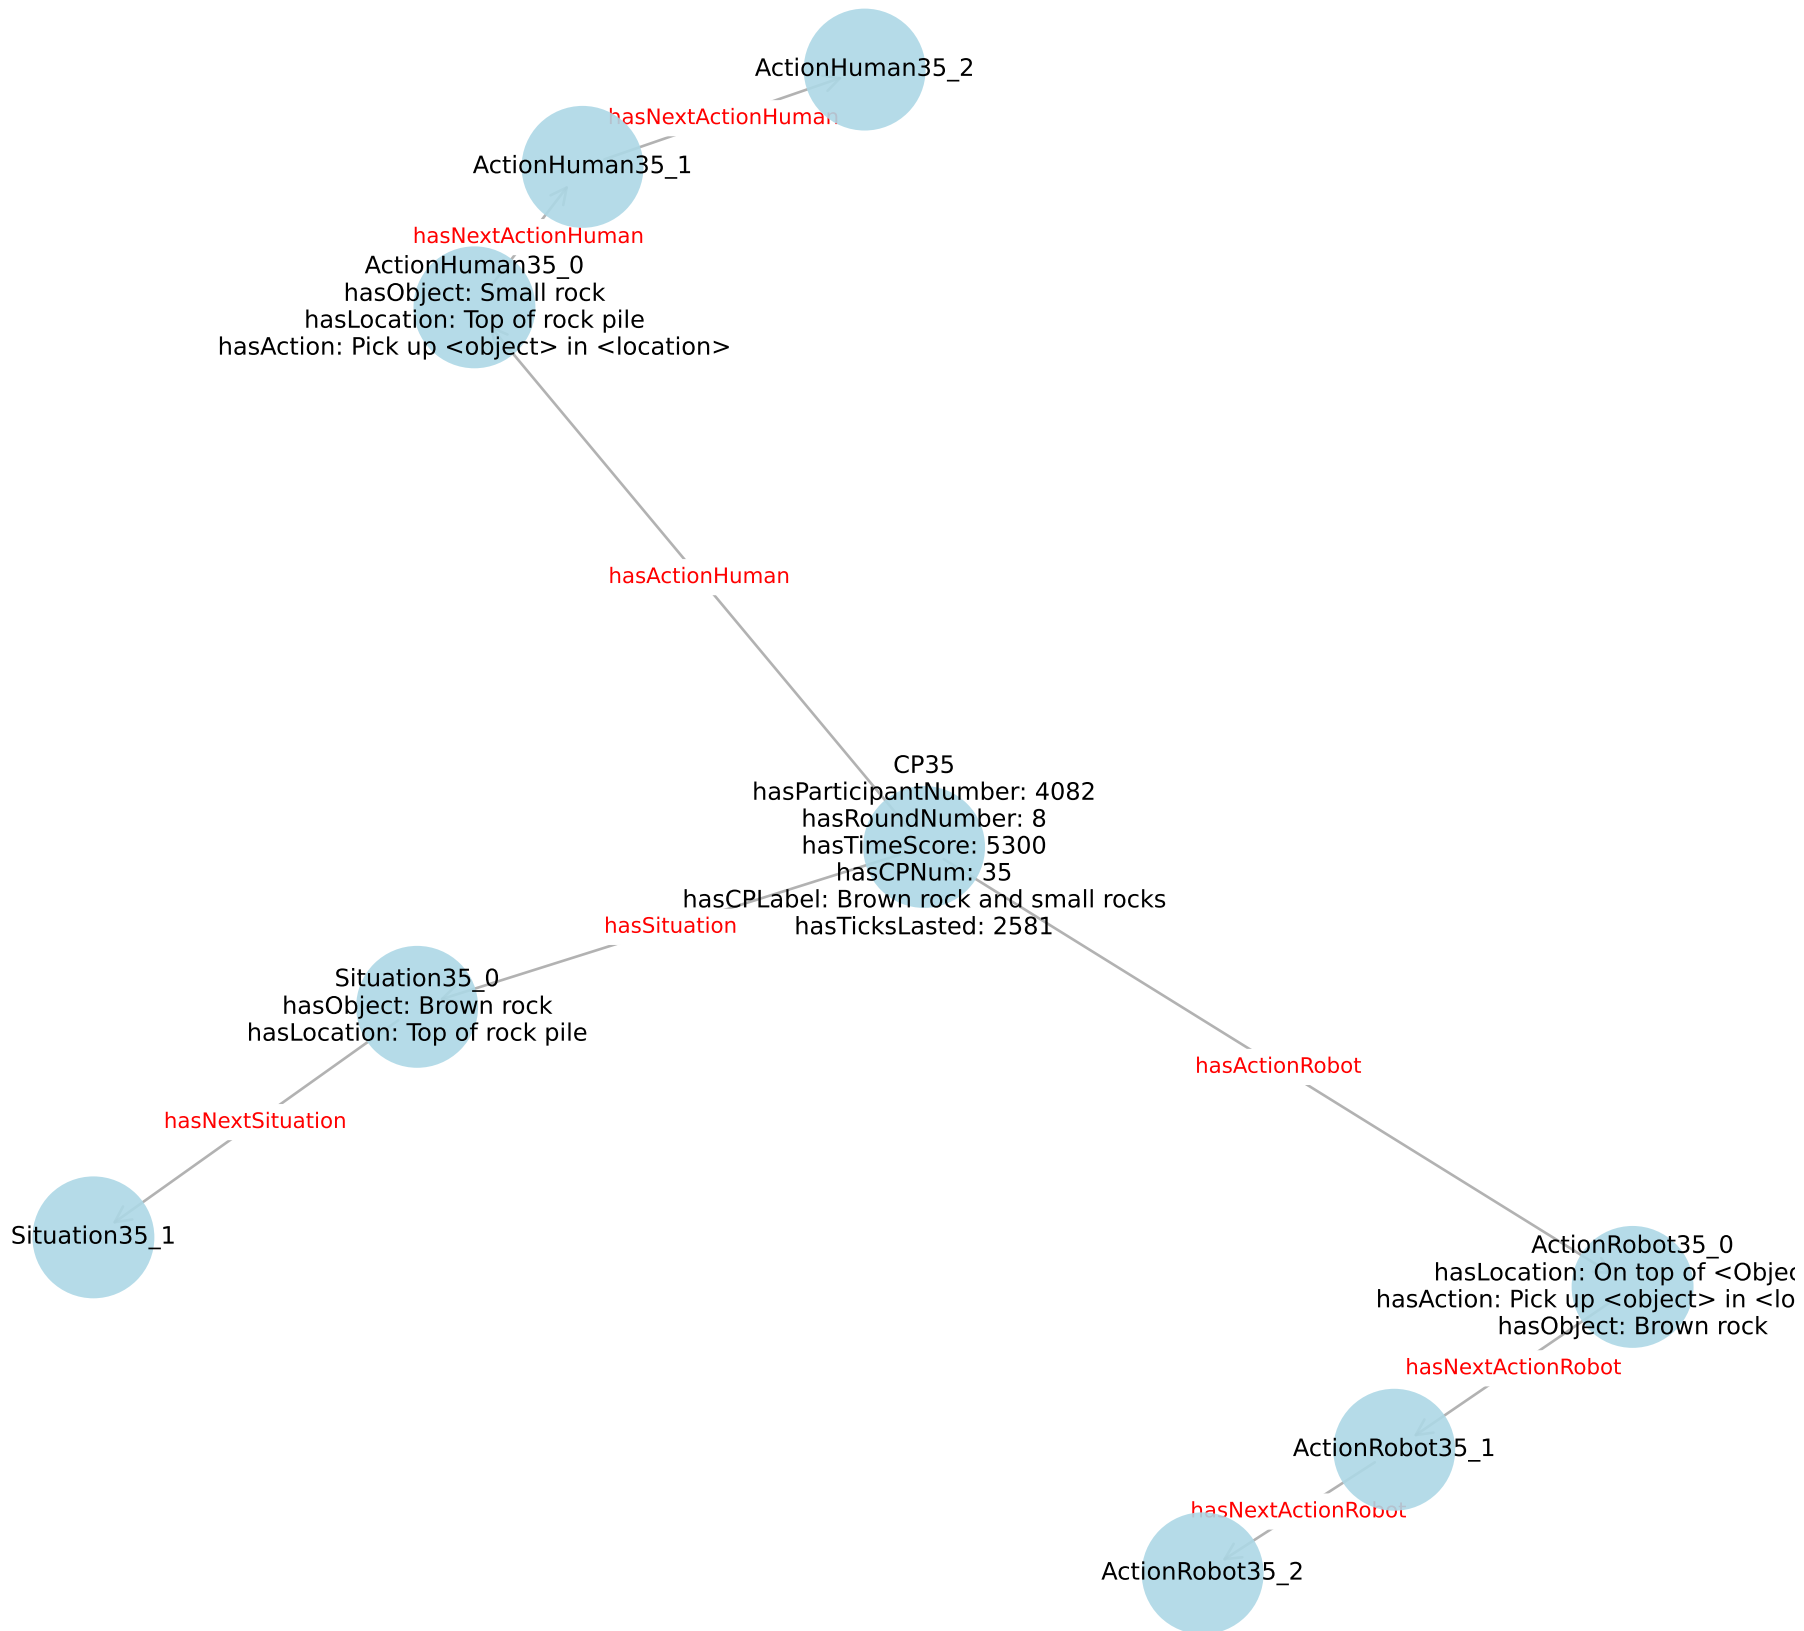 ActionHuman35_2
hasNextActionHuman
ActionHuman35_1
hasNextActionHuman
ActionHuman35_0
hasObject: Small rock
hasLocation: Top of rock pile
hasAction: Pick up <object> in <location>
hasActionHuman
CP35
hasParticipantNumber: 4082
hasRoundNumber: 8
hasTimeScore: 5300
hasCPNum: 35
hasCPLabel: Brown rock and small rocks
hasTicksLasted: 2581
hasSituation
Situation35_0
hasObject: Brown rock
hasLocation: Top of rock pile
hasNextSituation
Situation35_1
hasActionRobot
ActionRobot35_0
hasLocation: On top of <Objec
hasAction: Pick up <object> in <lo
hasObject: Brown rock
hasNextActionRobot
ActionRobot35_1
hasNextActionRobot
ActionRobot35_2